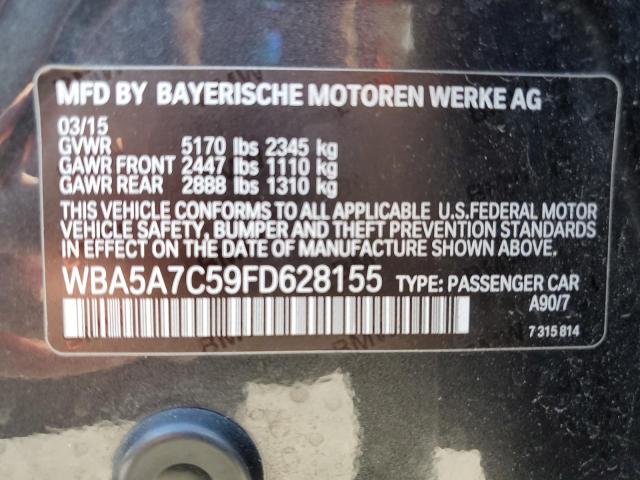 MFD BY BAYERISCHE MOTOREN WERKE AG
03/15
GVWR 5170 lbs 2345 kg
GAWR FRONT 2447 lbs 1110 kg
GAWR REAR 2888 lbs 1310 kg
THIS VEHICLE CONFORMS TO ALL APPLICABLE U.S.FEDERAL MOTOR
VEHICLE SAFETY, BUMPER AND THEFT PREVENTION STANDARDS IN
EFFECT ON THE DATE OF MANUFACTURE SHOWN ABOVE.
WBA5A7C59FD628155 TYPE: PASSENGER CAR
A90/7
7 315 814